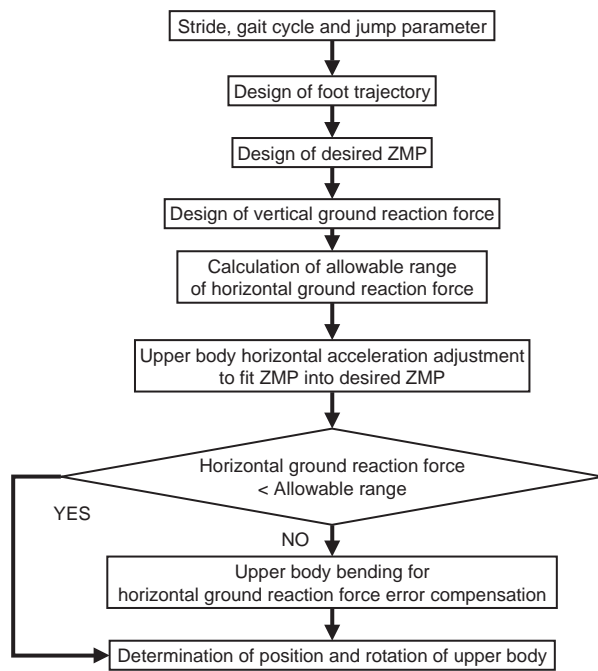 Stride, gait cycle and jump parameter
Design of foot trajectory
Design of desired ZMP
Design of vertical ground reaction force
Calculation of allowable range
of horizontal ground reaction force
Upper body horizontal acceleration adjustment
to fit ZMP into desired ZMP
Horizontal ground reaction force
< Allowable range
YES
NO
Upper body bending for
horizontal ground reaction force error compensation
Determination of position and rotation of upper body